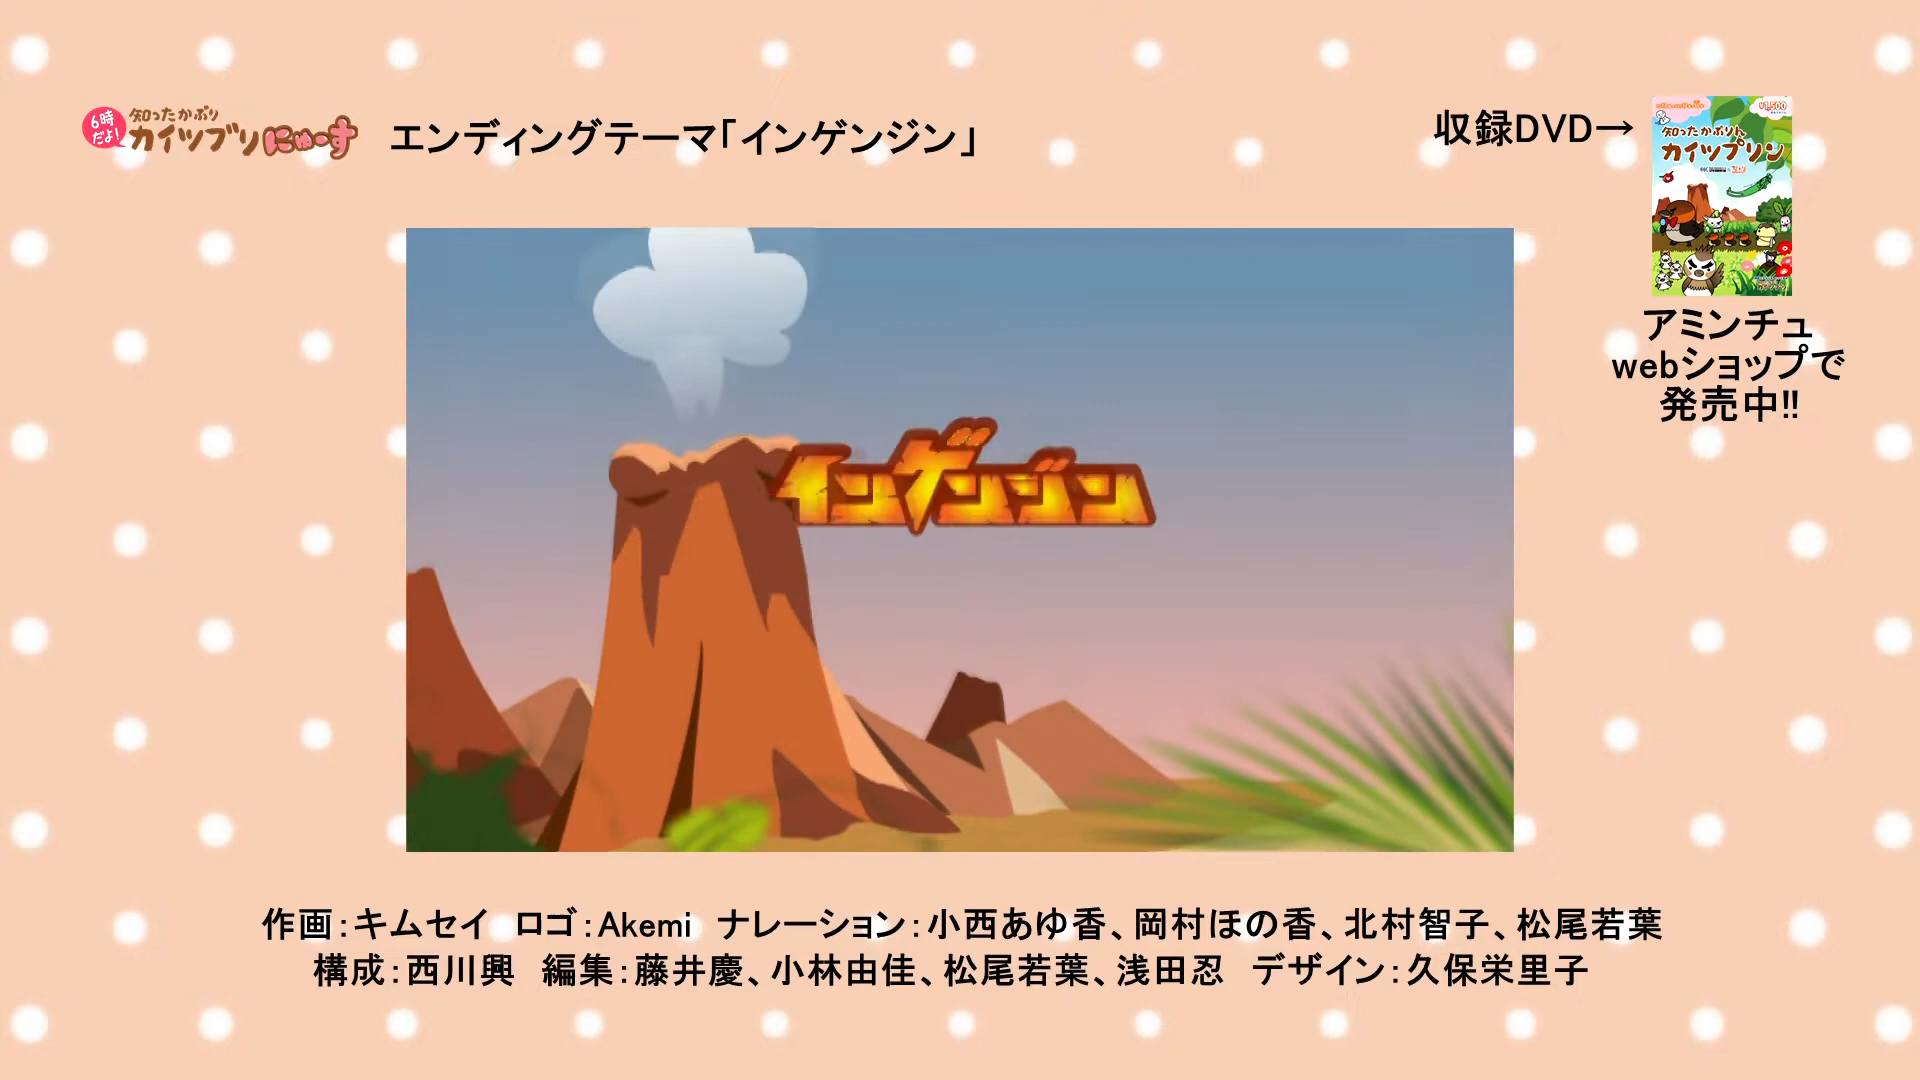 6時だよ!
知ったかぶり
カイツブリにゅーす
エンディングテーマ「インゲンジン」
収録DVD→
¥1,500
知ったかぶりん
カイツプリン
アミンチュ
webショップで
発売中!!
インゲンジン
作画:キムセイ ロゴ:Akemi ナレーション:小西あゆ香、岡村ほの香、北村智子、松尾若葉
構成:西川興 編集:藤井慶、小林由佳、松尾若葉、浅田忍 デザイン:久保栄里子